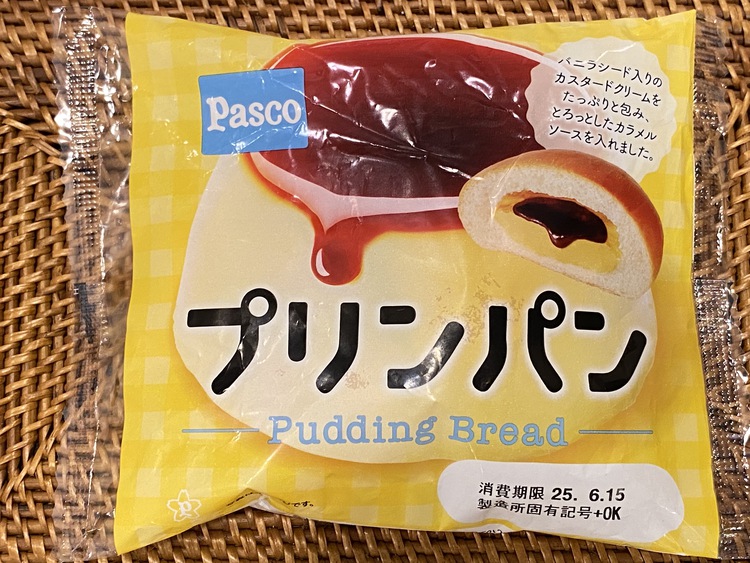 Pasco
バニラシード入りの
カスタードクリームを
たっぷりと包み、
とろっとしたカラメル
ソースを入れました。
プリンパン
Pudding Bread
消費期限 25. 6.15
製造所固有記号+OK
です。